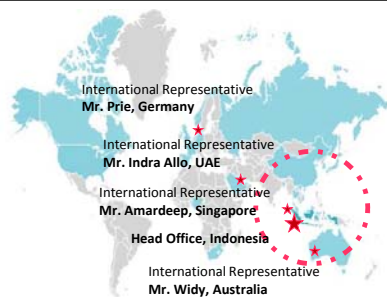 International Representative
Mr. Prie, Germany
International Representative
Mr. Indra Allo, UAE
International Representative
Mr. Amardeep, Singapore
Head Office, Indonesia
International Representative
Mr. Widy, Australia